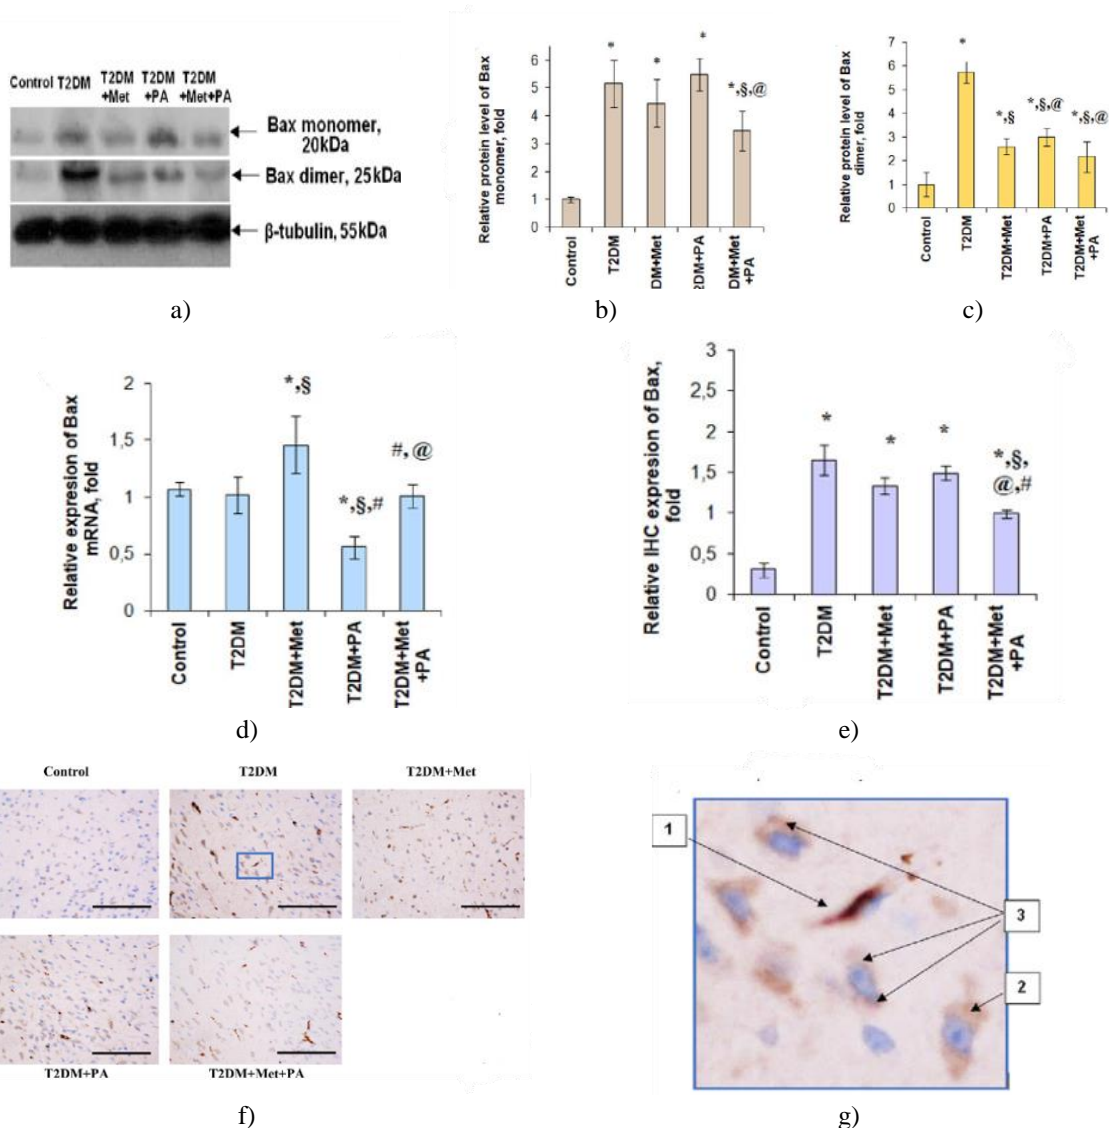 Control T2DM T2DM +Met T2DM +PA T2DM +Met+PA
Bax monomer, 20kDa
Bax dimer, 25kDa
β-tubulin, 55kDa
a)
Relative protein level of Bax monomer, fold
6
5
4
3
2
1
0
*
*
*
*,§,@
Control
T2DM
DM+Met
2DM+PA
DM+Met +PA
b)
Relative protein level of Bax dimer, fold
7
6
5
4
3
2
1
0
*
*,§
*,§,@
*,§,@
Control
T2DM
T2DM+Met
T2DM+PA
T2DM+Met +PA
c)
Relative expresion of Bax mRNA, fold
2
1,5
1
0,5
0
*,§
*,§,#
#,@
Control
T2DM
T2DM+Met
T2DM+PA
T2DM+Met +PA
d)
Relative IHC expresion of Bax, fold
3
2,5
2
1,5
1
0,5
0
*
*
*
*,§,
@,#
Control
T2DM
T2DM+Met
T2DM+PA
T2DM+Met +PA
e)
Control T2DM T2DM+Met
T2DM+PA T2DM+Met+PA
f)
1
3
2
g)